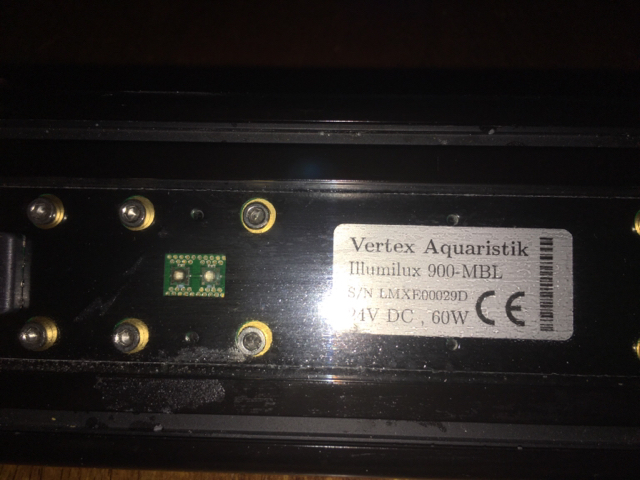 Vertex Aquaristik
Illumilux 900-MBL
S/N LMXE00029D
24V DC , 60W CE